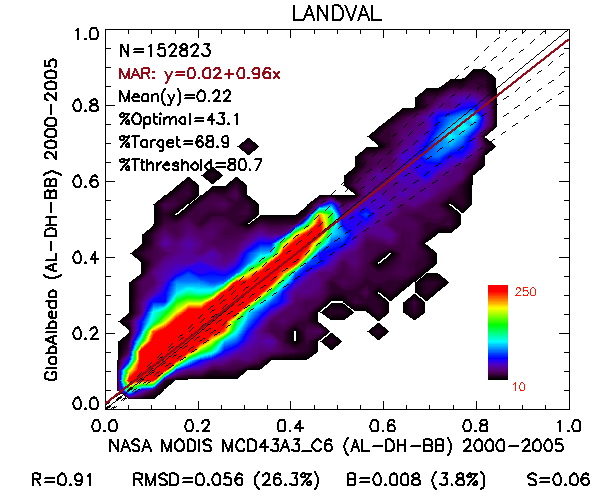 LANDVAL
N=152823
MAR: y=0.02+0.96x
Mean(y)=0.22
%Optimal=43.1
%Target=68.9
%Tthreshold=80.7
GlobAlbedo (AL-DH-BB) 2000-2005
1.0
0.8
0.6
0.4
0.2
0.0
250
10
0.0 0.2 0.4 0.6 0.8 1.0
NASA MODIS MCD43A3_C6 (AL-DH-BB) 2000-2005
R=0.91 RMSD=0.056 (26.3%) B=0.008 (3.8%) S=0.06